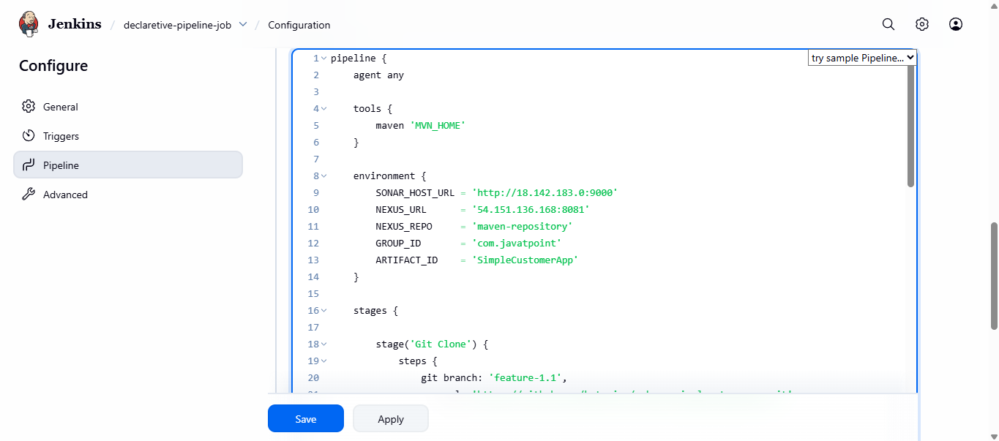 Jenkins / declaretive-pipeline-job / Configuration
Configure
General
Triggers
Pipeline
Advanced
try sample Pipeline...
1 pipeline {
2     agent any
3
4     tools {
5         maven 'MVN_HOME'
6     }
7
8     environment {
9         SONAR_HOST_URL = 'http://18.142.183.0:9000'
10         NEXUS_URL      = '54.151.136.168:8081'
11         NEXUS_REPO     = 'maven-repository'
12         GROUP_ID       = 'com.javatpoint'
13         ARTIFACT_ID    = 'SimpleCustomerApp'
14     }
15
16     stages {
17
18         stage('Git Clone') {
19             steps {
20                 git branch: 'feature-1.1',
Save
Apply